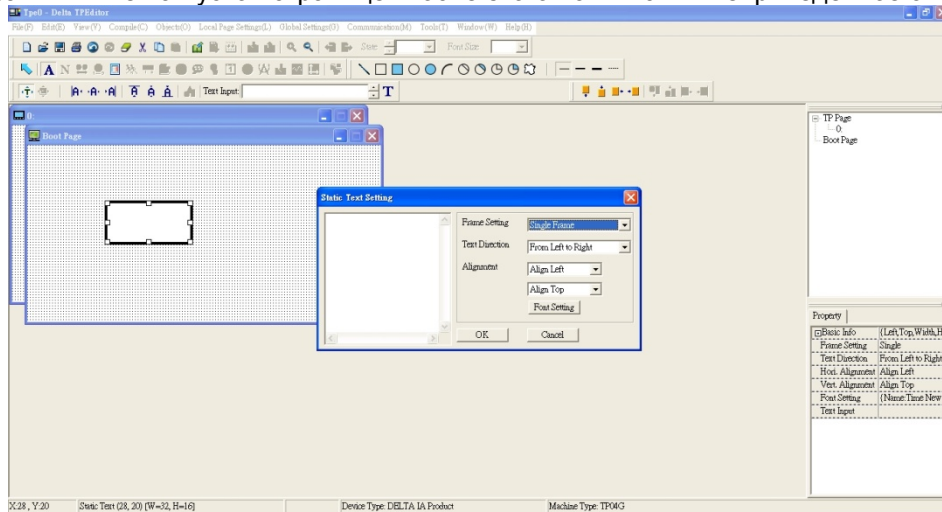 Tpe0 - Delta TPEditor
File(F) Edit(E) View(V) Compile(C) Objects(O) Local Page Settings(L) Global Settings(G) Communication(M) Tools(T) Window(W) Help(H)
Size Font Size
A N
A A A A A A A Text Input: T
0:
Boot Page
TP Page
0:
Boot Page
Static Text Setting
Frame Setting Single Frame
Text Direction From Left to Right
Alignment Align Left
Align Top
Font Setting
OK Cancel
Property
Basic Info {Left,Top,Width,H
Frame Setting Single
Text Direction From Left to Right
Hori. Alignment Align Left
Vert. Alignment Align Top
Font Setting {Name:Time New
Text Input
X:28 , Y:20 Static Text (28, 20) [W=32, H=16] Device Type: DELTA IA Product Machine Type: TP04G